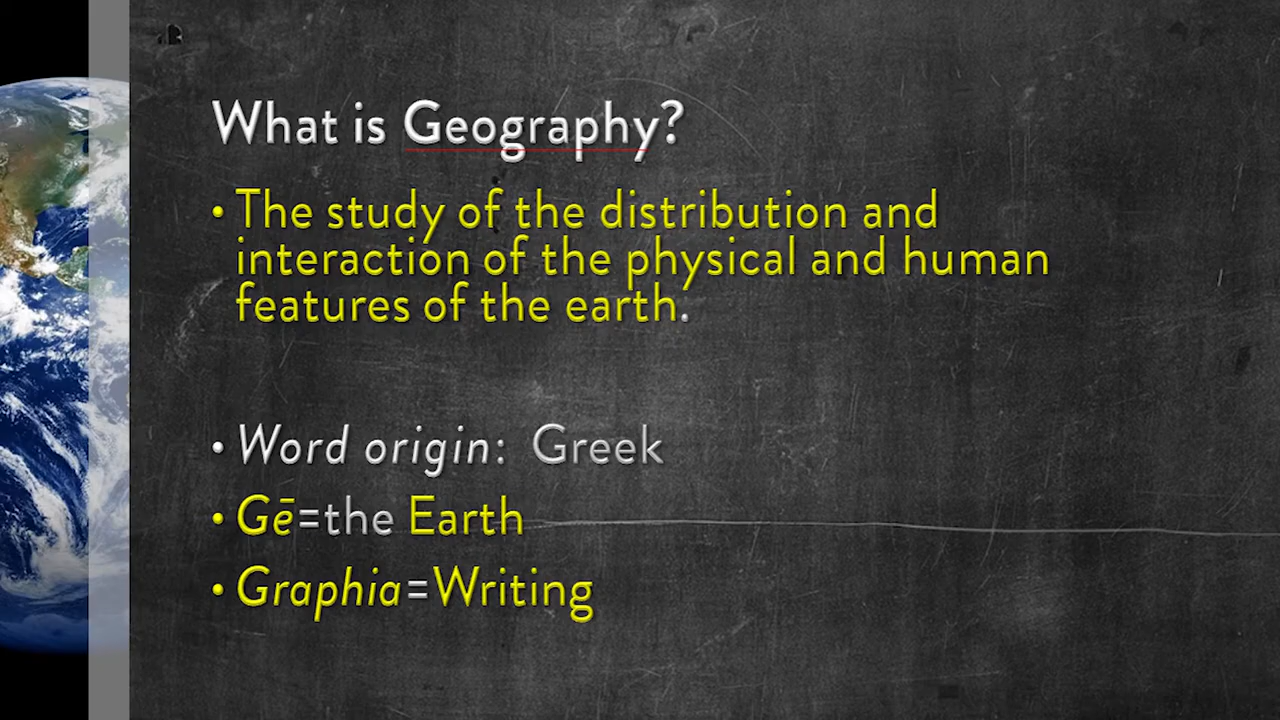 What is Geography?
• The study of the distribution and
interaction of the physical and human
features of the earth.
• Word origin:  Greek
• Gē=the Earth
• Graphia=Writing